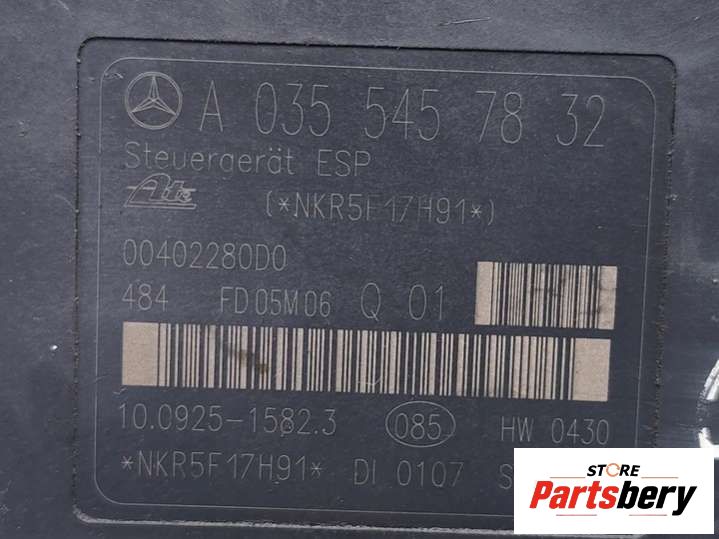 A 035 545 78 32
Steuergerät ESP
Ate
(*NKR5F17H91*)
00402280D0
484 FD05M06 Q 01
10.0925-1582.3 085 HW 0430
*NKR5F17H91* DI 0107 S
STORE
Partsbery